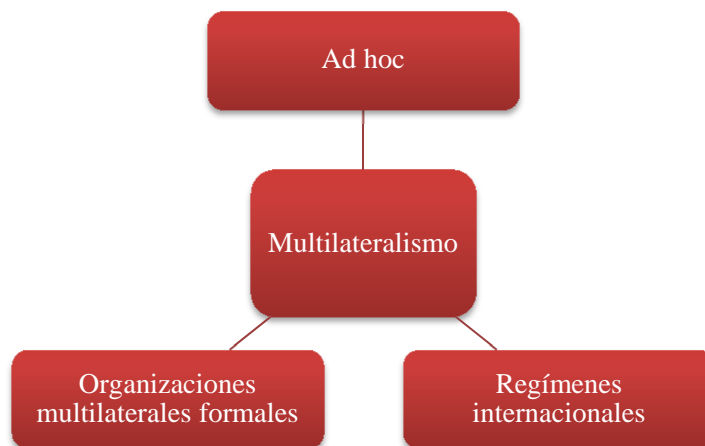 Ad hoc
Multilateralismo
Organizaciones
multilaterales formales
Regímenes
internacionales